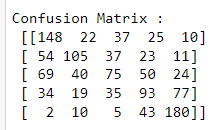 Confusion Matrix :
[[148 22 37 25 10]
[ 54 105 37 23 11]
[ 69 40 75 50 24]
[ 34 19 35 93 77]
[ 2 10 5 43 180]]